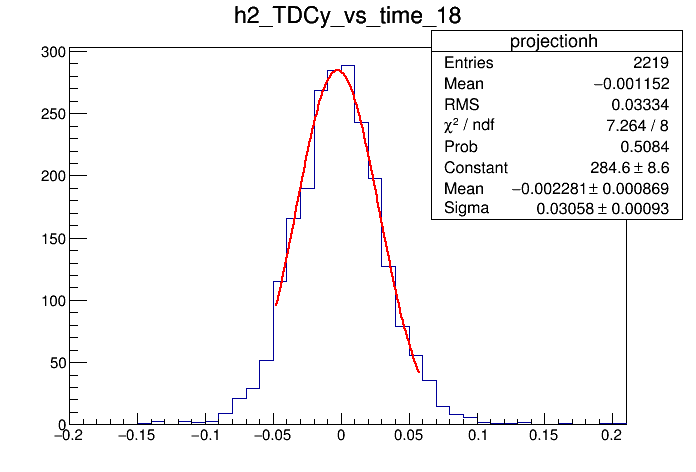 h2_TDCy_vs_time_18
projectionh
Entries 2219
Mean −0.001152
RMS 0.03334
χ² / ndf 7.264 / 8
Prob 0.5084
Constant 284.6 ± 8.6
Mean −0.002281 ± 0.000869
Sigma 0.03058 ± 0.00093
300
250
200
150
100
50
0
−0.2 −0.15 −0.1 −0.05 0 0.05 0.1 0.15 0.2